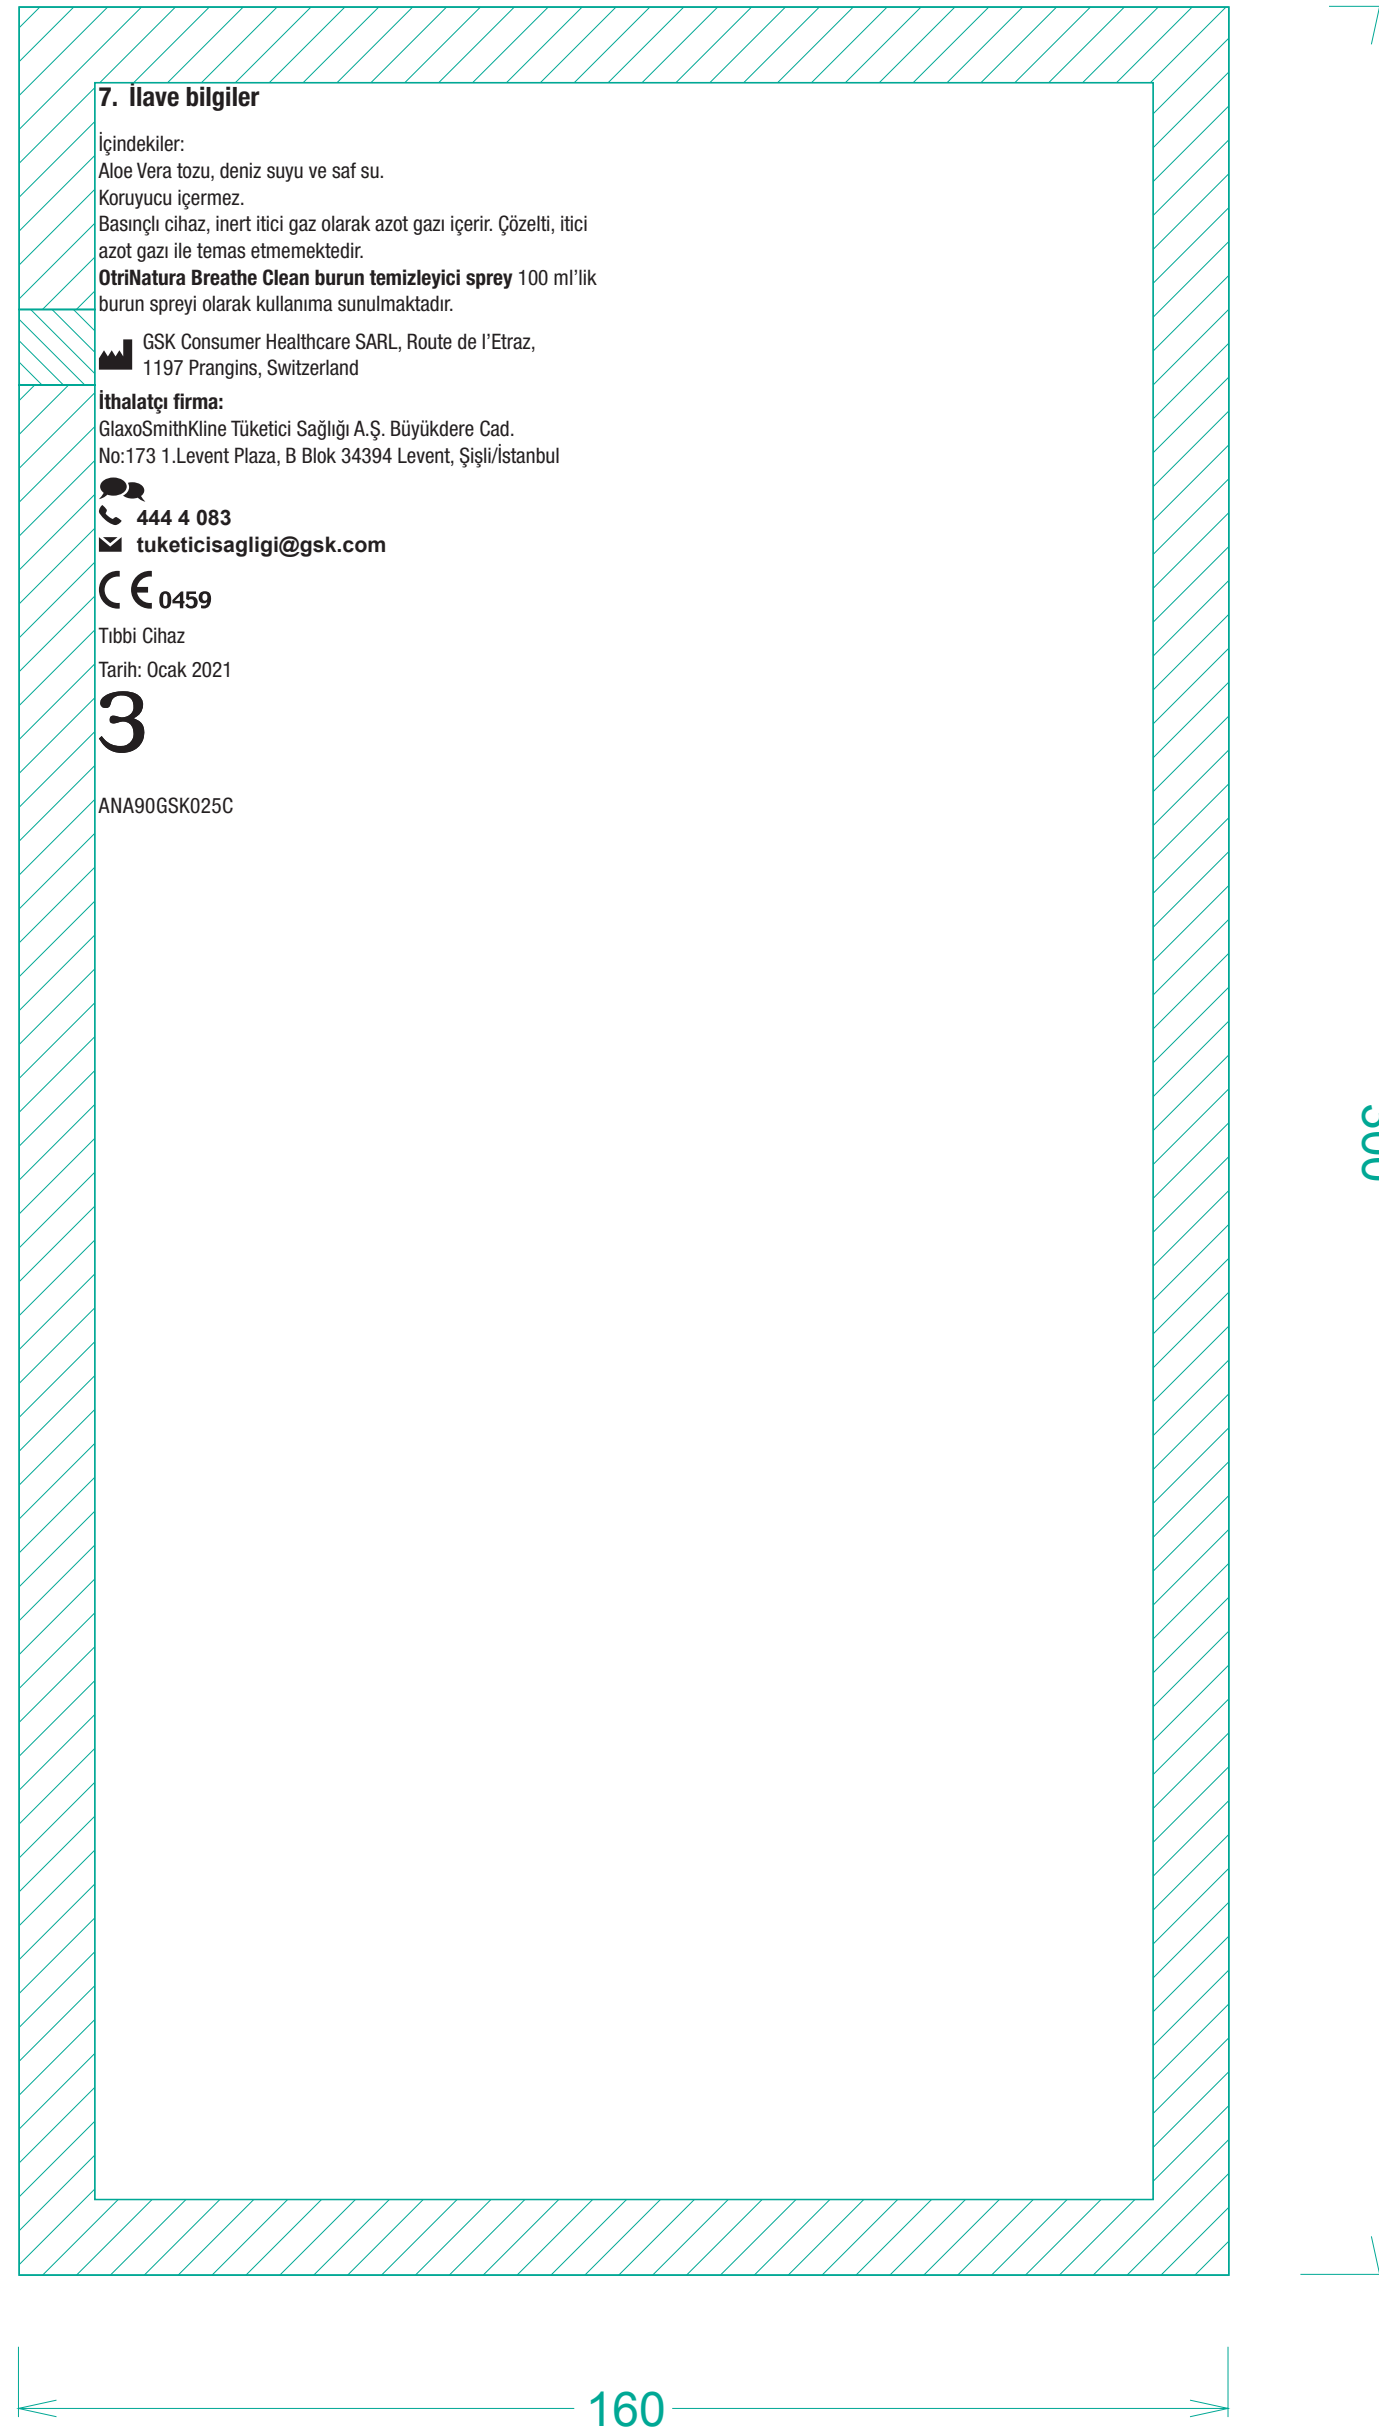 7. İlave bilgiler
İçindekiler:
Aloe Vera tozu, deniz suyu ve saf su.
Koruyucu içermez.
Basınçlı cihaz, inert itici gaz olarak azot gazı içerir. Çözelti, itici
azot gazı ile temas etmemektedir.
OtriNatura Breathe Clean burun temizleyici sprey 100 ml’lik
burun spreyi olarak kullanıma sunulmaktadır.
GSK Consumer Healthcare SARL, Route de l’Etraz,
1197 Prangins, Switzerland
İthalatçı firma:
GlaxoSmithKline Tüketici Sağlığı A.Ş. Büyükdere Cad.
No:173 1.Levent Plaza, B Blok 34394 Levent, Şişli/İstanbul
444 4 083
tuketicisagligi@gsk.com
CE 0459
Tıbbi Cihaz
Tarih: Ocak 2021
3
ANA90GSK025C
160